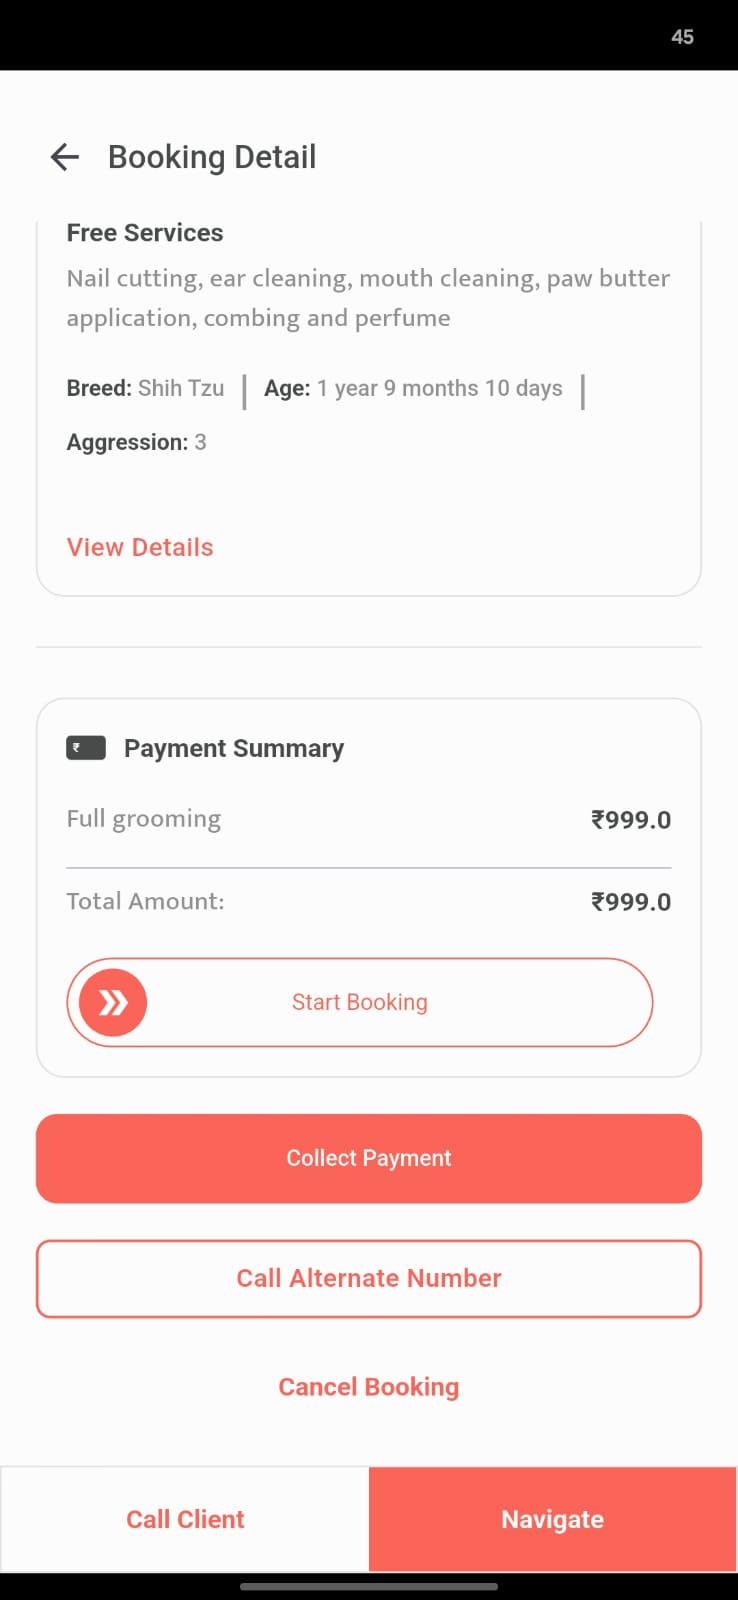 45
Booking Detail
Free Services
Nail cutting, ear cleaning, mouth cleaning, paw butter
application, combing and perfume
Breed: Shih Tzu | Age: 1 year 9 months 10 days |
Aggression: 3
View Details
₹ Payment Summary
Full grooming ₹999.0
Total Amount: ₹999.0
Start Booking
Collect Payment
Call Alternate Number
Cancel Booking
Call Client Navigate